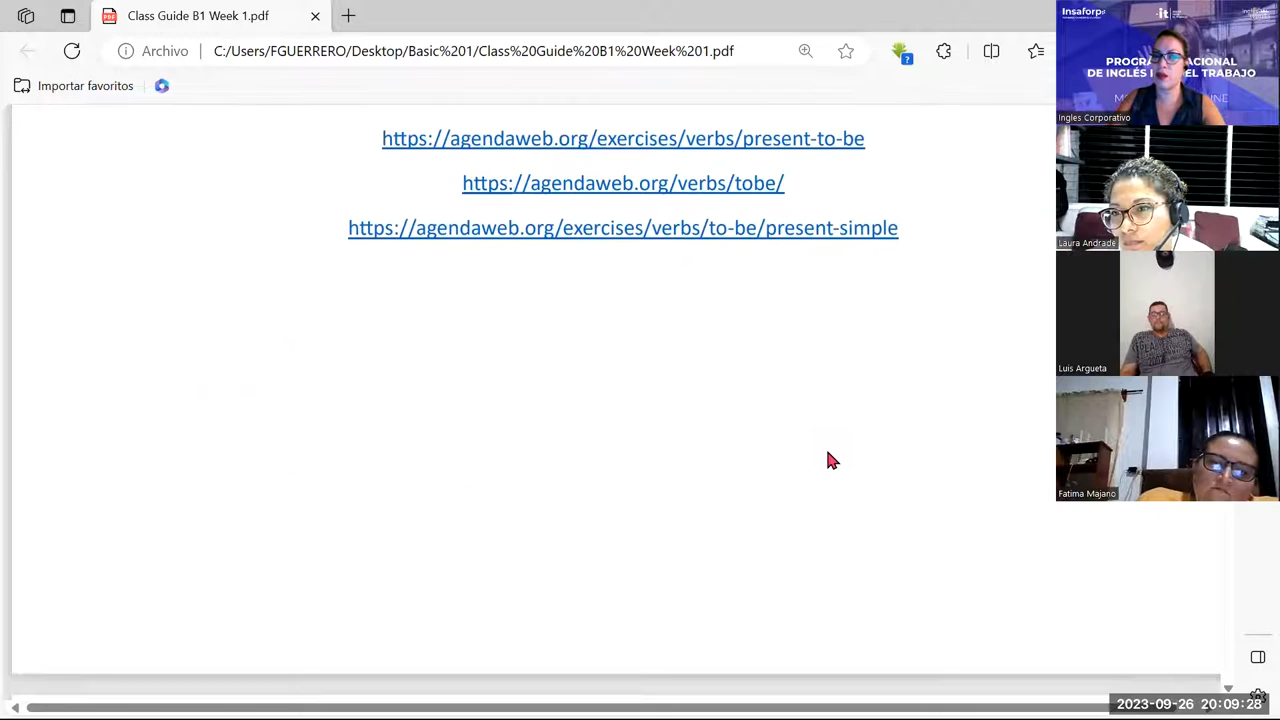 Class Guide B1 Week 1.pdf
Archivo
C:/Users/FGUERRERO/Desktop/Basic%201/Class%20Guide%20B1%20Week%201.pdf
Importar favoritos
https://agendaweb.org/exercises/verbs/present-to-be
https://agendaweb.org/verbs/tobe/
https://agendaweb.org/exercises/verbs/to-be/present-simple
Insaforp
Ingles Corporativo
Laura Andrade
Luis Argueta
Fatima Majano
2023-09-26 20:09:28